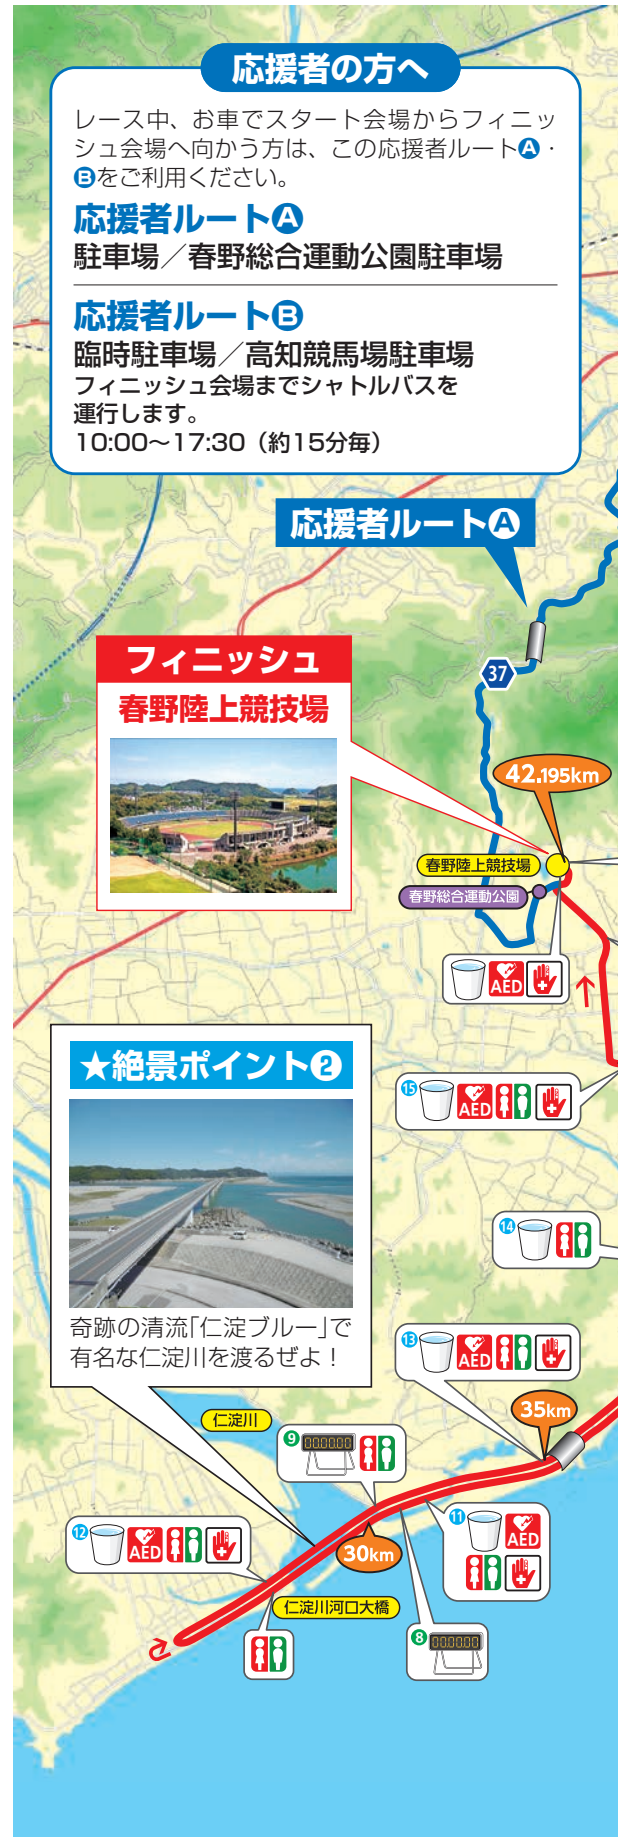 応援者の方へ
レース中、お車でスタート会場からフィニッ
シュ会場へ向かう方は、この応援者ルートA・
Bをご利用ください。
応援者ルートA
駐車場／春野総合運動公園駐車場
応援者ルートB
臨時駐車場／高知競馬場駐車場
フィニッシュ会場までシャトルバスを
運行します。
10:00〜17:30（約15分毎）
応援者ルートA
フィニッシュ
春野陸上競技場
37
42.195km
春野陸上競技場
春野総合運動公園
AED
★絶景ポイント❷
奇跡の清流「仁淀ブルー」で
有名な仁淀川を渡るぜよ！
⑮
AED
⑭
⑬
AED
35km
仁淀川
⑨
00:00:00
⑫
AED
30km
⑪
AED
仁淀川河口大橋
⑧
00:00:00